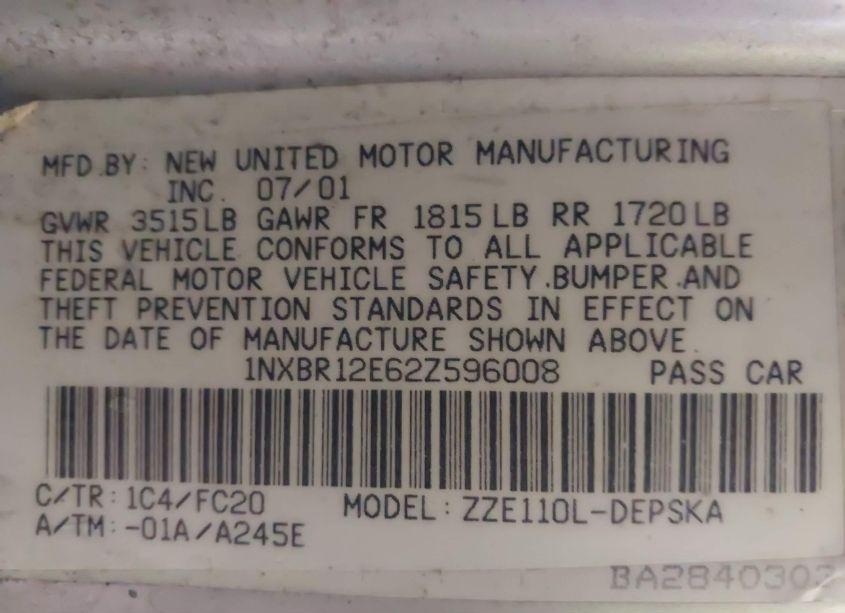 MFD.BY: NEW UNITED MOTOR MANUFACTURING
INC. 07/01
GVWR 3515LB GAWR FR 1815LB RR 1720LB
THIS VEHICLE CONFORMS TO ALL APPLICABLE
FEDERAL MOTOR VEHICLE SAFETY.BUMPER.AND
THEFT PREVENTION STANDARDS IN EFFECT ON
THE DATE OF MANUFACTURE SHOWN ABOVE.
1NXBR12E62Z596008 PASS CAR
C/TR: 1C4/FC20 MODEL: ZZE110L-DEPSKA
A/TM: -01A/A245E